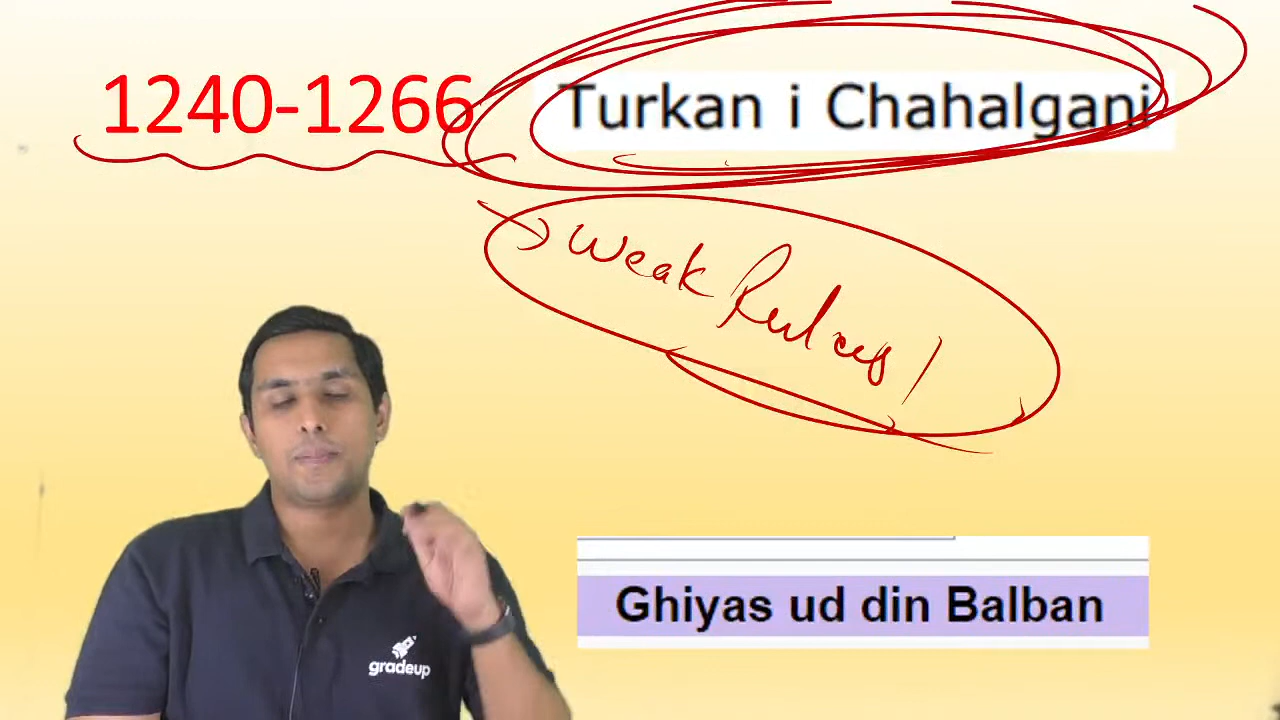 1240-1266 Turkan i Chahalgani
→ weak Rulers /
Ghiyas ud din Balban
gradeup